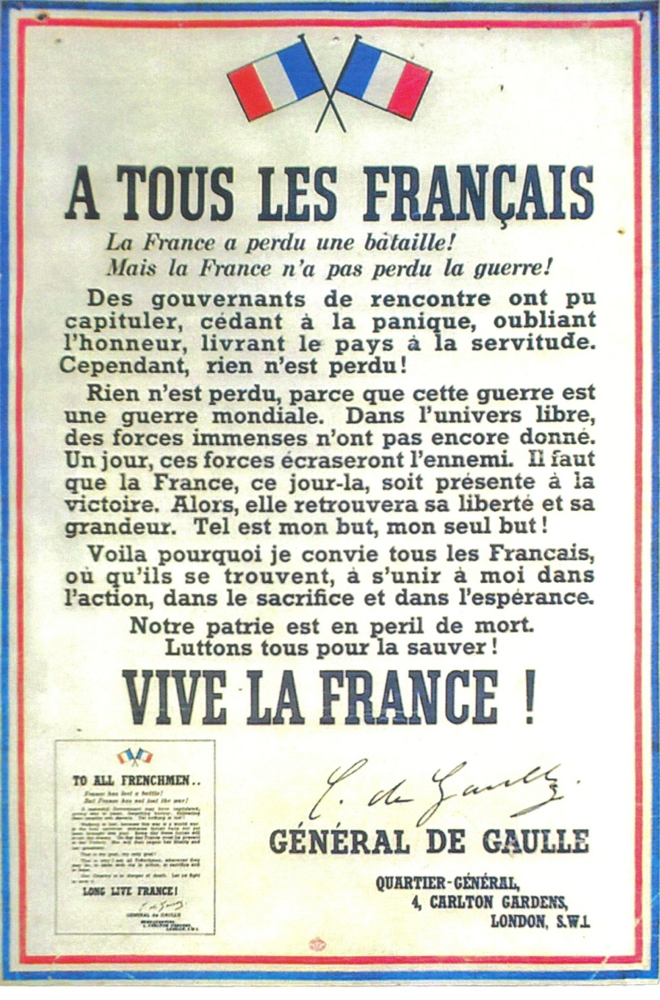 A TOUS LES FRANÇAIS
La France a perdu une bataille!
Mais la France n'a pas perdu la guerre!
Des gouvernants de rencontre ont pu
capituler, cédant à la panique, oubliant
l'honneur, livrant le pays à la servitude.
Cependant, rien n'est perdu!
Rien n'est perdu, parce que cette guerre est
une guerre mondiale. Dans l'univers libre,
des forces immenses n'ont pas encore donné.
Un jour, ces forces écraseront l'ennemi. Il faut
que la France, ce jour-la, soit présente à la
victoire. Alors, elle retrouvera sa liberté et sa
grandeur. Tel est mon but, mon seul but!
Voila pourquoi je convie tous les Francais,
où qu'ils se trouvent, à s'unir à moi dans
l'action, dans le sacrifice et dans l'espérance.
Notre patrie est en peril de mort.
Luttons tous pour la sauver!
VIVE LA FRANCE !
C. de Gaulle.
GÉNÉRAL DE GAULLE
QUARTIER-GÉNÉRAL,
4, CARLTON GARDENS,
LONDON, S.W.1.
TO ALL FRENCHMEN..
France has lost a battle!
But France has not lost the war!
LONG LIVE FRANCE!
GENERAL de GAULLE